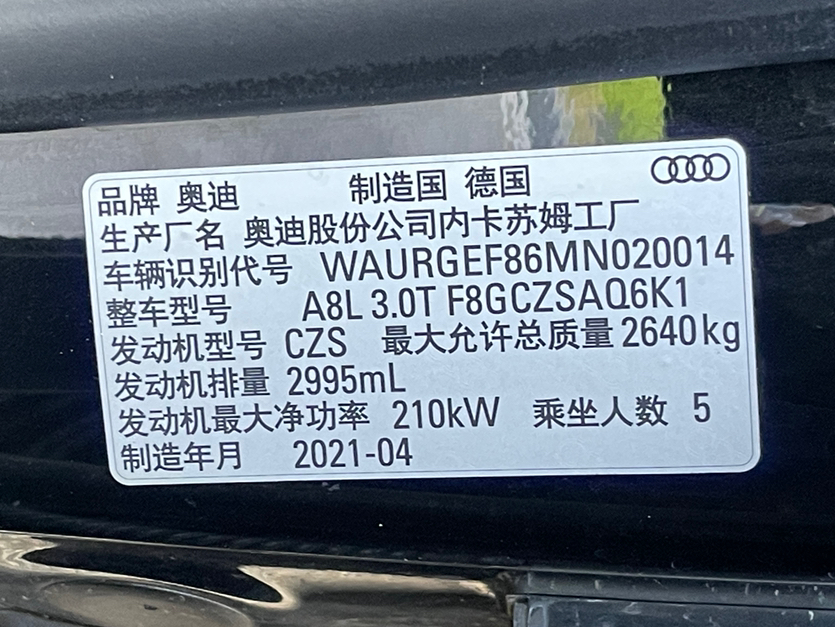 品牌 奥迪 制造国 德国
生产厂名 奥迪股份公司内卡苏姆工厂
车辆识别代号 WAURGEF86MN020014
整车型号 A8L 3.0T F8GCZSAQ6K1
发动机型号 CZS 最大允许总质量 2640kg
发动机排量 2995mL
发动机最大净功率 210kW 乘坐人数 5
制造年月 2021-04